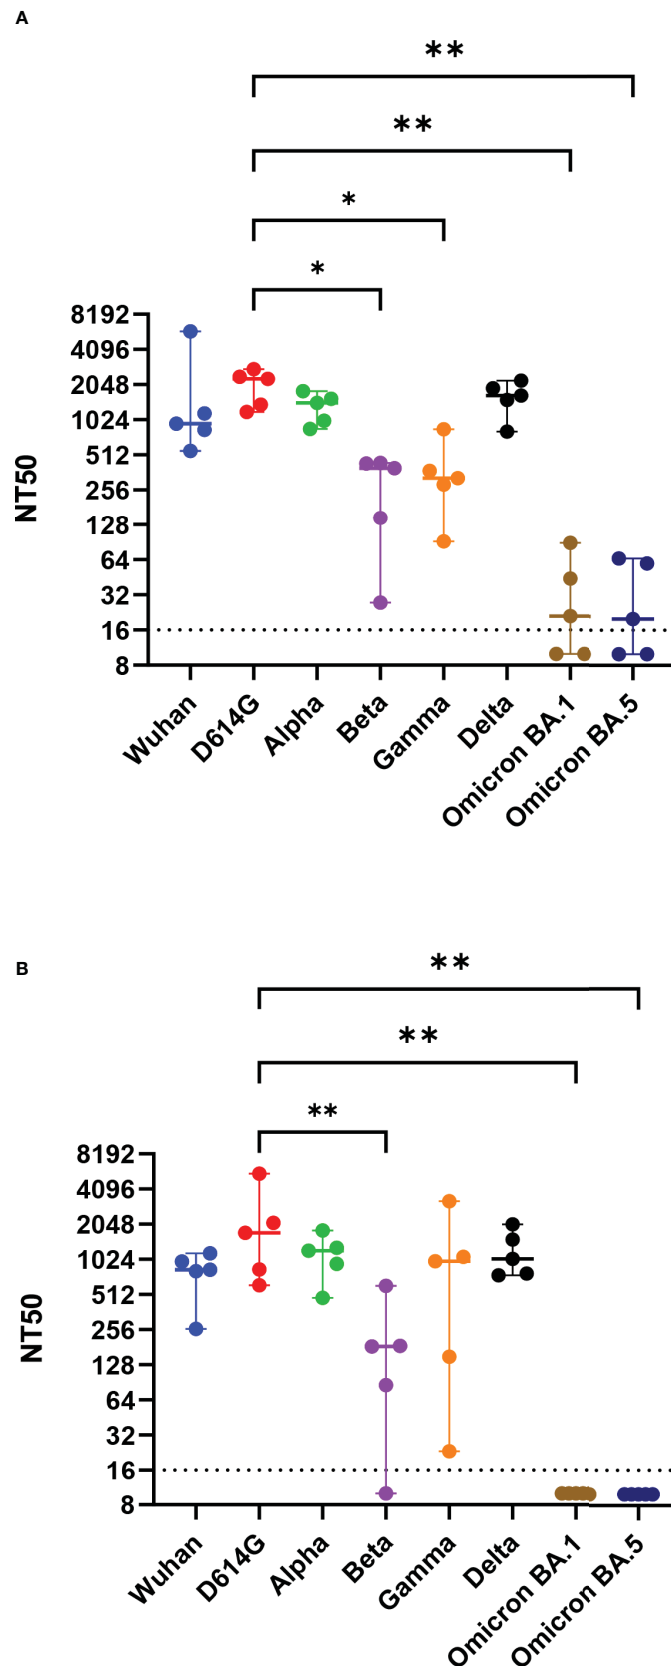 A
**
**
*
*
8192
4096
2048
1024
512
256
128
64
32
16
8
NT50
Wuhan
D614G
Alpha
Beta
Gamma
Delta
Omicron BA.1
Omicron BA.5
B
**
**
**
8192
4096
2048
1024
512
256
128
64
32
16
8
NT50
Wuhan
D614G
Alpha
Beta
Gamma
Delta
Omicron BA.1
Omicron BA.5